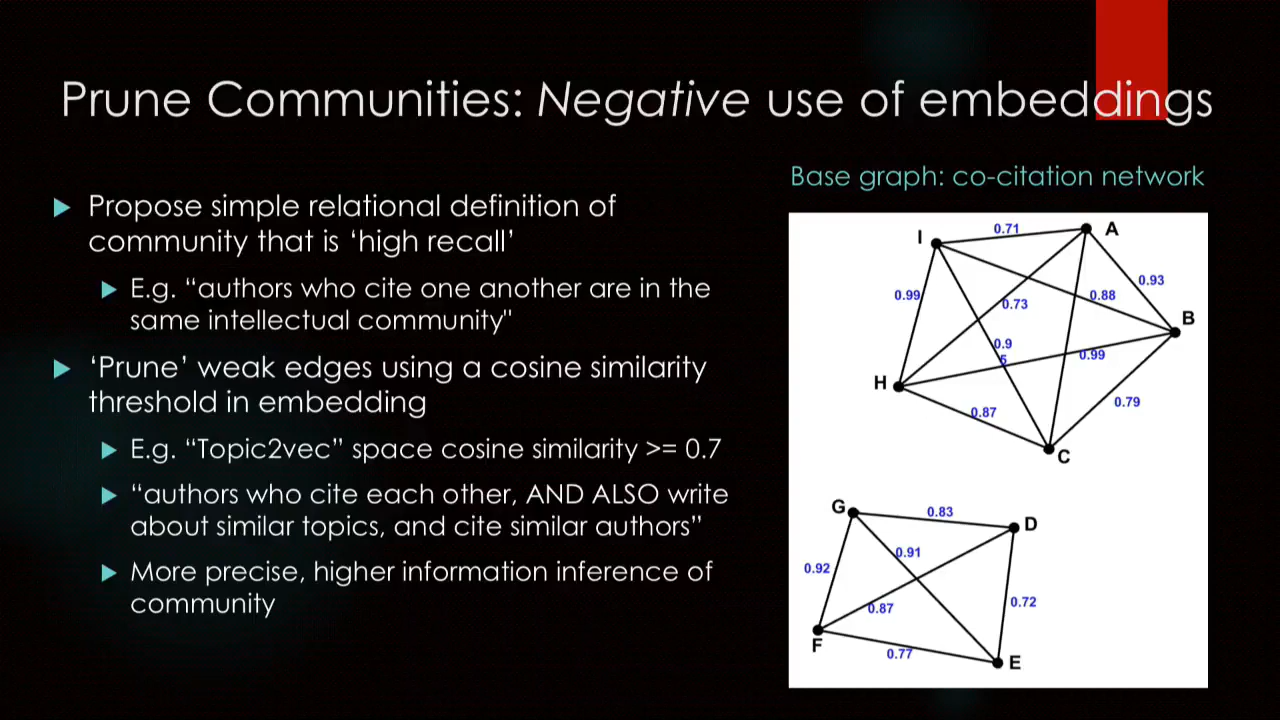 Prune Communities: Negative use of embeddings
Propose simple relational definition of
community that is ‘high recall’
E.g. “authors who cite one another are in the
same intellectual community"
‘Prune’ weak edges using a cosine similarity
threshold in embedding
E.g. “Topic2vec” space cosine similarity >= 0.7
“authors who cite each other, AND ALSO write
about similar topics, and cite similar authors”
More precise, higher information inference of
community
Base graph: co-citation network
I
0.71
A
0.93
0.99
0.88
0.73
B
0.9
5
0.99
H
0.87
0.79
C
G
0.83
D
0.91
0.92
0.87
0.72
F
0.77
E